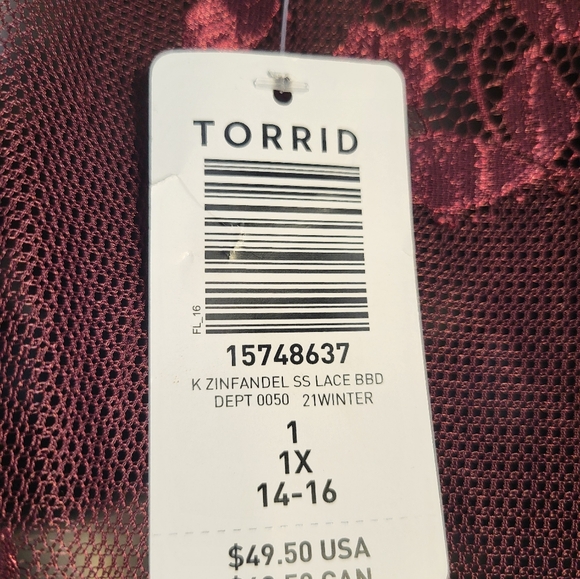 TORRID
FL_16
15748637
K ZINFANDEL SS LACE BBD
DEPT 0050 21WINTER
1
1X
14-16
$49.50 USA